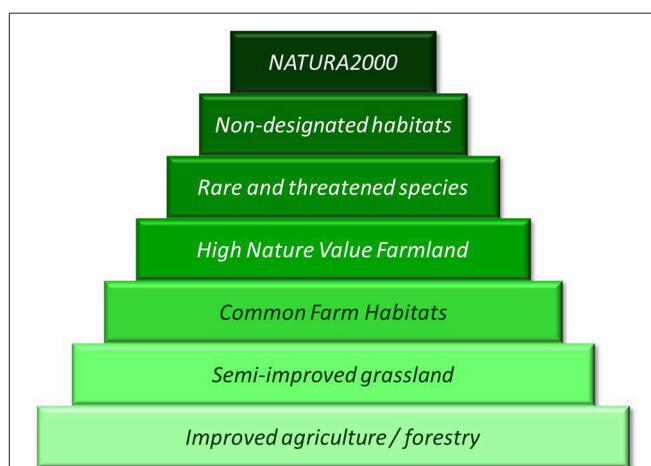 NATURA2000
Non-designated habitats
Rare and threatened species
High Nature Value Farmland
Common Farm Habitats
Semi-improved grassland
Improved agriculture / forestry